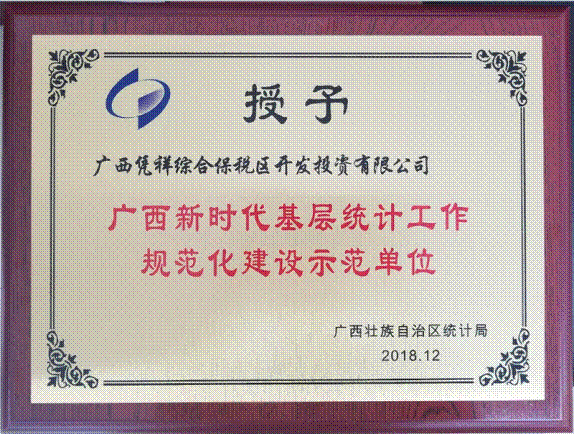 授予
广西凭祥综合保税区开发投资有限公司
广西新时代基层统计工作
规范化建设示范单位
广西壮族自治区统计局
2018.12